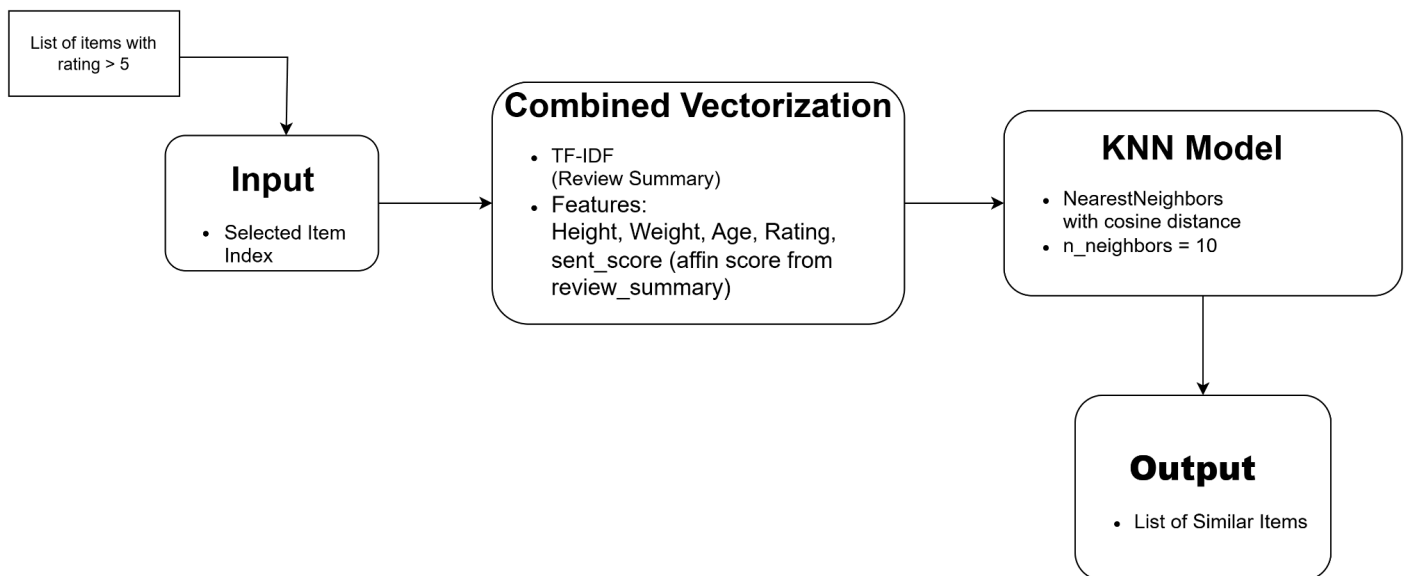 List of items with
rating > 5
Input
• Selected Item
Index
Combined Vectorization
• TF-IDF
(Review Summary)
• Features:
Height, Weight, Age, Rating,
sent_score (affin score from
review_summary)
KNN Model
• NearestNeighbors
with cosine distance
• n_neighbors = 10
Output
• List of Similar Items